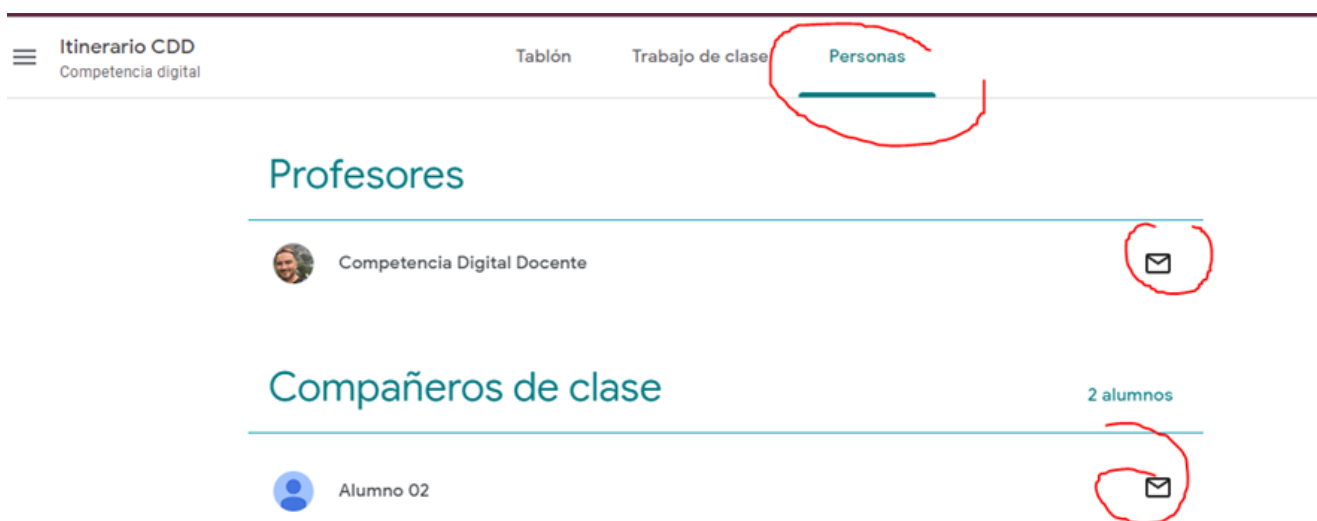 Itinerario CDD
Competencia digital
Tablón Trabajo de clase Personas
Profesores
Competencia Digital Docente
Compañeros de clase 2 alumnos
Alumno 02